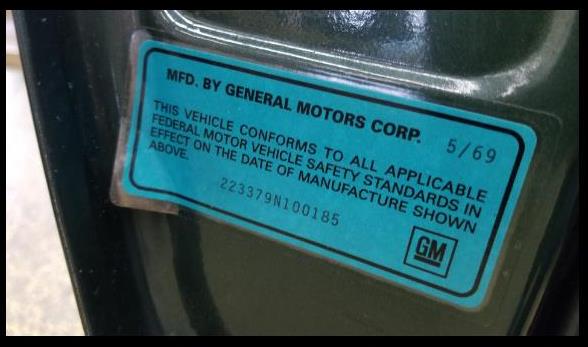 MFD. BY GENERAL MOTORS CORP. 5/69
THIS VEHICLE CONFORMS TO ALL APPLICABLE
FEDERAL MOTOR VEHICLE SAFETY STANDARDS IN
EFFECT ON THE DATE OF MANUFACTURE SHOWN
ABOVE.
223379N100185
GM